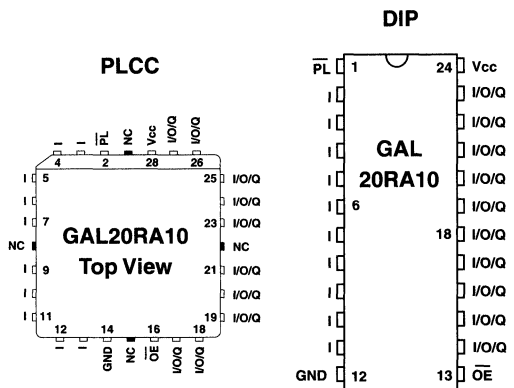 PLCC
I I PL NC Vcc I/O/Q I/O/Q
4 2 28 26
I 5 25 I/O/Q
I I/O/Q
I 7 23 I/O/Q
NC GAL20RA10 NC
Top View
I 9 21 I/O/Q
I I/O/Q
I 11 19 I/O/Q
12 14 16 18
I I GND NC OE I/O/Q I/O/Q
DIP
PL 1 24 Vcc
I I/O/Q
I I/O/Q
I GAL I/O/Q
I 20RA10 I/O/Q
I 6 I/O/Q
I 18 I/O/Q
I I/O/Q
I I/O/Q
I I/O/Q
I I/O/Q
GND 12 13 OE